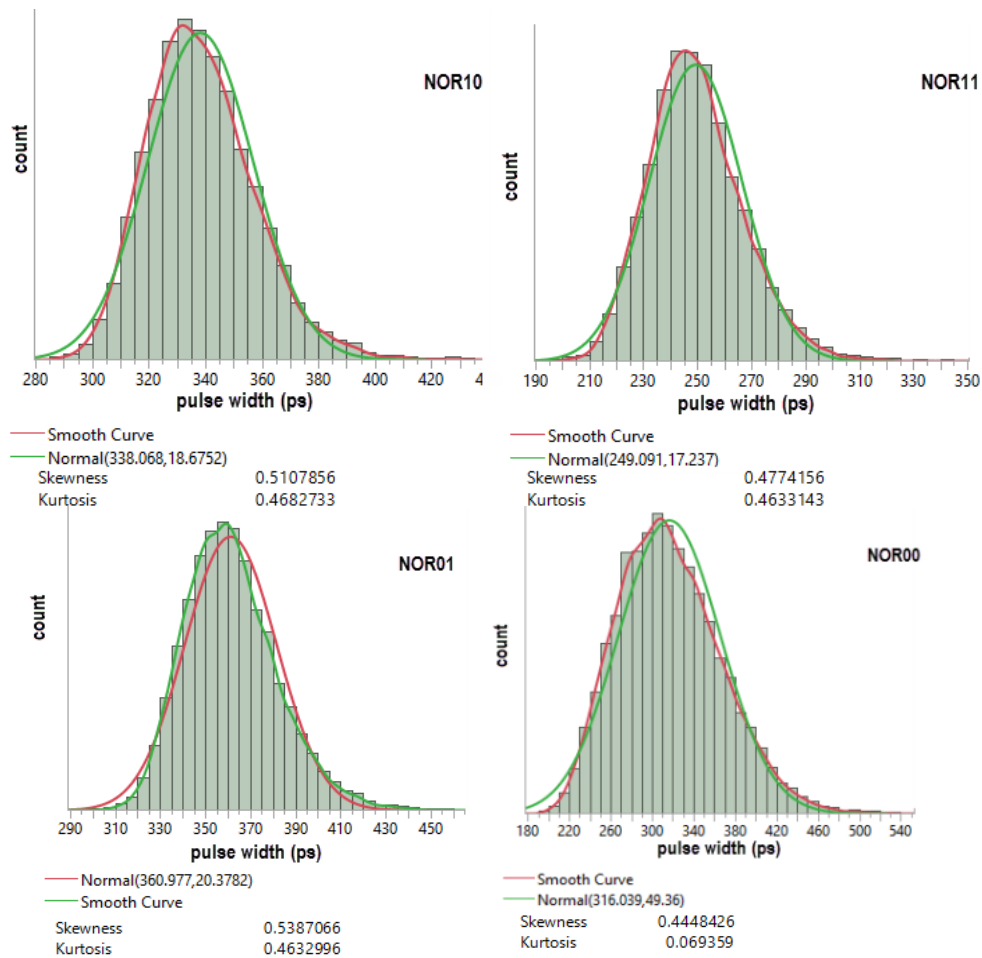 NOR10
count
280 300 320 340 360 380 400 420 4
pulse width (ps)
Smooth Curve
Normal(338.068,18.6752)
Skewness 0.5107856
Kurtosis 0.4682733
NOR11
count
190 210 230 250 270 290 310 330 350
pulse width (ps)
Smooth Curve
Normal(249.091,17.237)
Skewness 0.4774156
Kurtosis 0.4633143
NOR01
count
290 310 330 350 370 390 410 430 450
pulse width (ps)
Normal(360.977,20.3782)
Smooth Curve
Skewness 0.5387066
Kurtosis 0.4632996
NOR00
count
180 220 260 300 340 380 420 460 500 540
pulse width (ps)
Smooth Curve
Normal(316.039,49.36)
Skewness 0.4448426
Kurtosis 0.069359